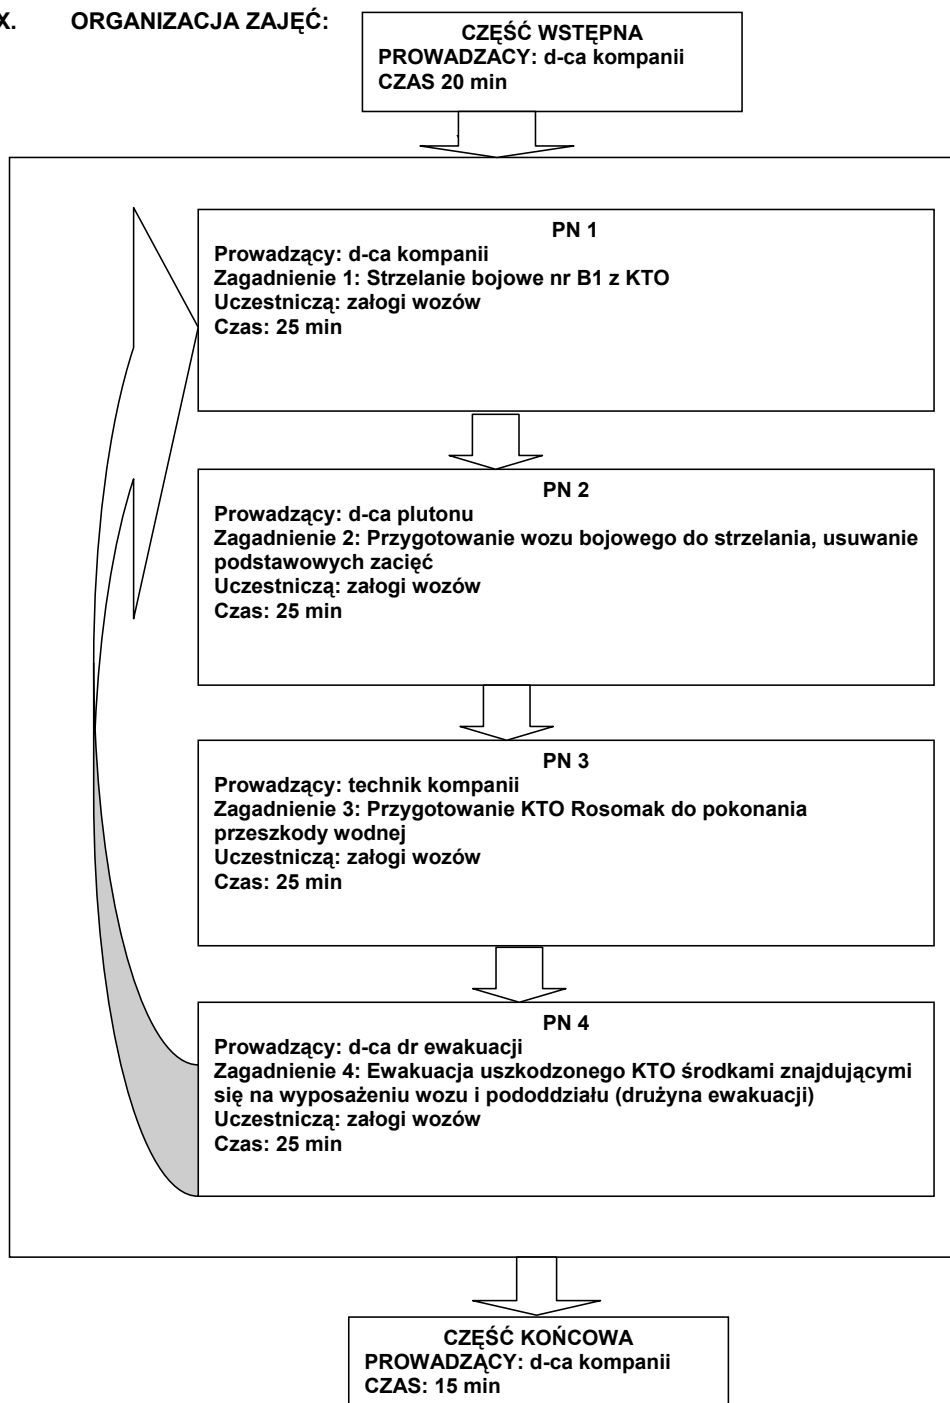 X. ORGANIZACJA ZAJĘĆ:
CZĘŚĆ WSTĘPNA
PROWADZACY: d-ca kompanii
CZAS 20 min
PN 1
Prowadzący: d-ca kompanii
Zagadnienie 1: Strzelanie bojowe nr B1 z KTO
Uczestniczą: załogi wozów
Czas: 25 min
PN 2
Prowadzący: d-ca plutonu
Zagadnienie 2: Przygotowanie wozu bojowego do strzelania, usuwanie
podstawowych zacięć
Uczestniczą: załogi wozów
Czas: 25 min
PN 3
Prowadzący: technik kompanii
Zagadnienie 3: Przygotowanie KTO Rosomak do pokonania
przeszkody wodnej
Uczestniczą: załogi wozów
Czas: 25 min
PN 4
Prowadzący: d-ca dr ewakuacji
Zagadnienie 4: Ewakuacja uszkodzonego KTO środkami znajdującymi
się na wyposażeniu wozu i pododdziału (drużyna ewakuacji)
Uczestniczą: załogi wozów
Czas: 25 min
CZĘŚĆ KOŃCOWA
PROWADZĄCY: d-ca kompanii
CZAS: 15 min